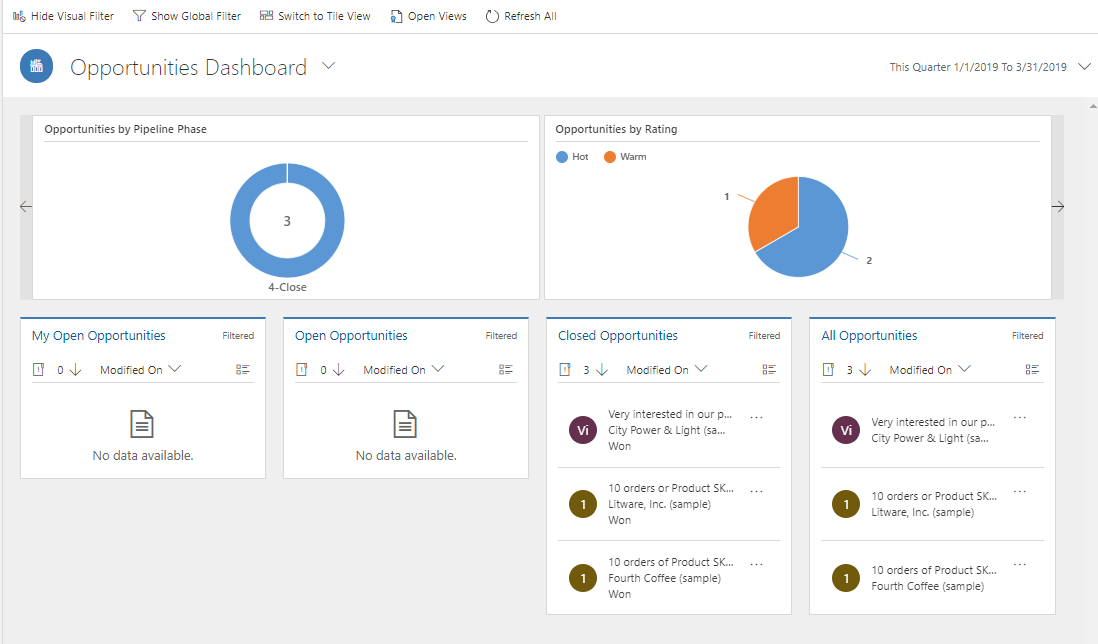 Hide Visual Filter
Show Global Filter
Switch to Tile View
Open Views
Refresh All
Opportunities Dashboard
This Quarter 1/1/2019 To 3/31/2019
Opportunities by Pipeline Phase
3
4-Close
Opportunities by Rating
Hot
Warm
1
2
My Open Opportunities
Filtered
0
Modified On
No data available.
Open Opportunities
Filtered
0
Modified On
No data available.
Closed Opportunities
Filtered
3
Modified On
Vi
Very interested in our p...
City Power & Light (sa...
Won
1
10 orders or Product SK...
Litware, Inc. (sample)
Won
1
10 orders of Product SK...
Fourth Coffee (sample)
Won
All Opportunities
Filtered
3
Modified On
Vi
Very interested in our p...
City Power & Light (sa...
1
10 orders or Product SK...
Litware, Inc. (sample)
1
10 orders of Product SK...
Fourth Coffee (sample)